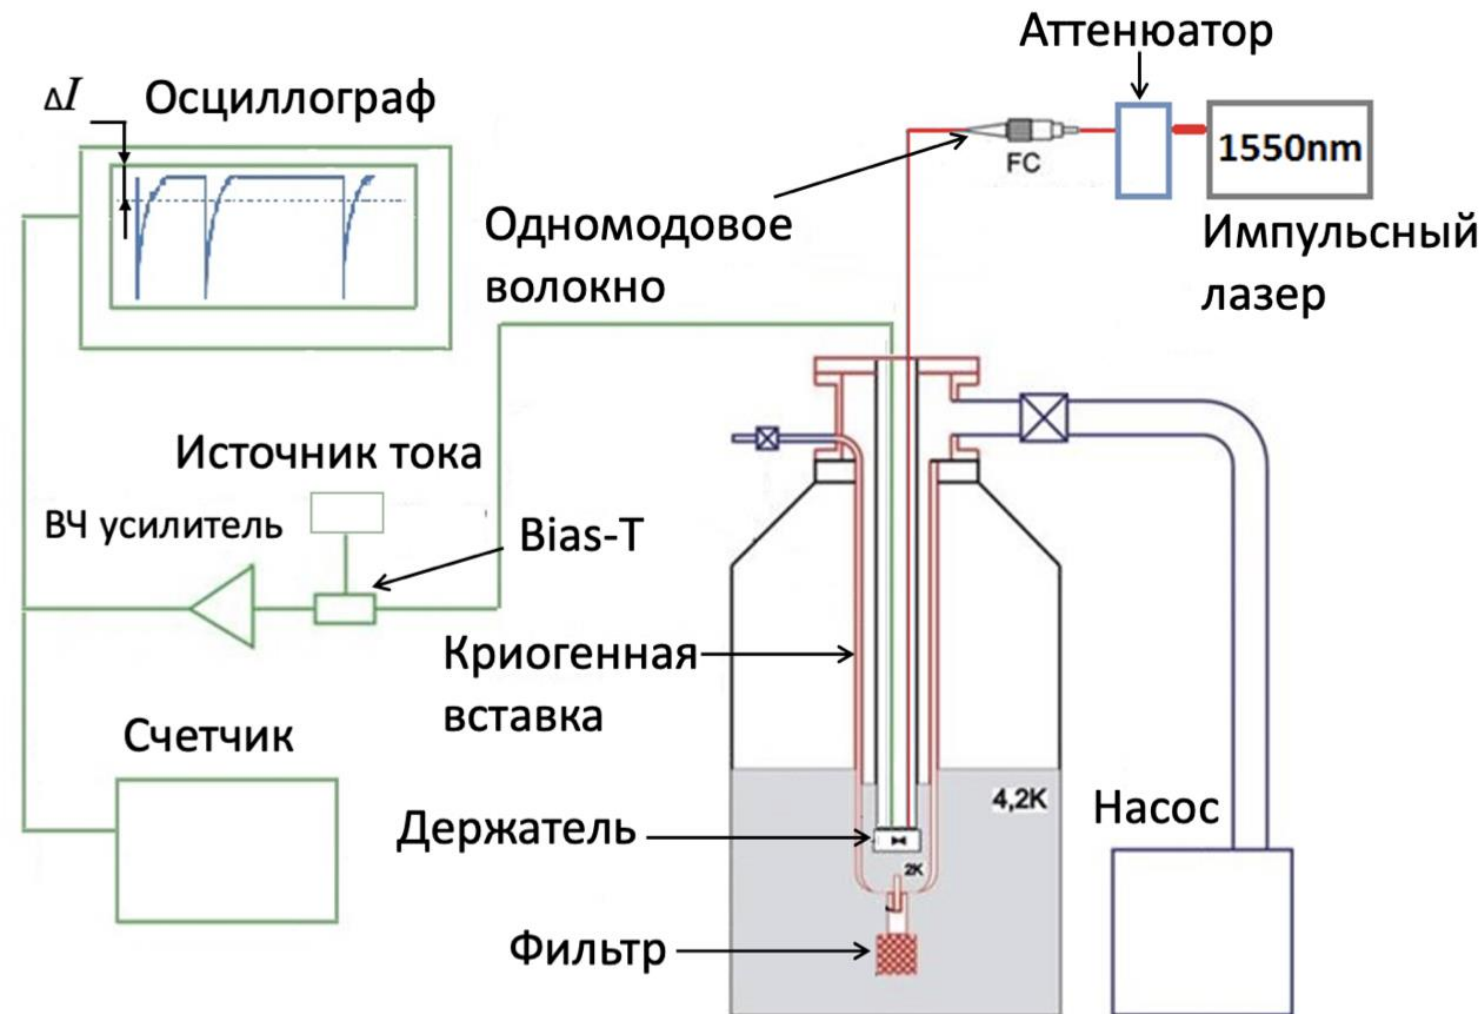 Аттенюатор
ΔI
Осциллограф
1550nm
FC
Одномодовое
волокно
Импульсный
лазер
Источник тока
ВЧ усилитель
Bias-T
Криогенная
вставка
Счетчик
4,2K
Насос
Держатель
2K
Фильтр